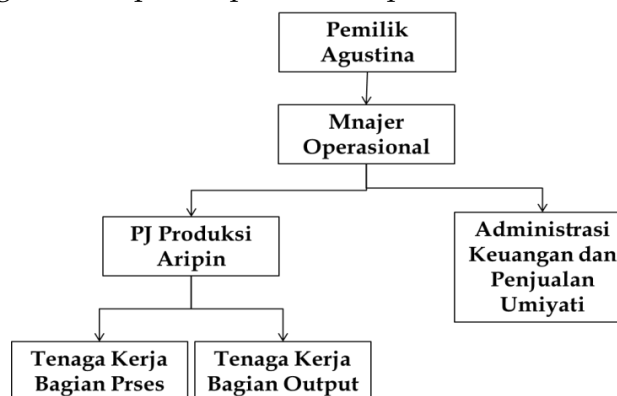 Pemilik
Agustina
Mnajer
Operasional
PJ Produksi
Aripin
Administrasi
Keuangan dan
Penjualan
Umiyati
Tenaga Kerja
Bagian Prses
Tenaga Kerja
Bagian Output